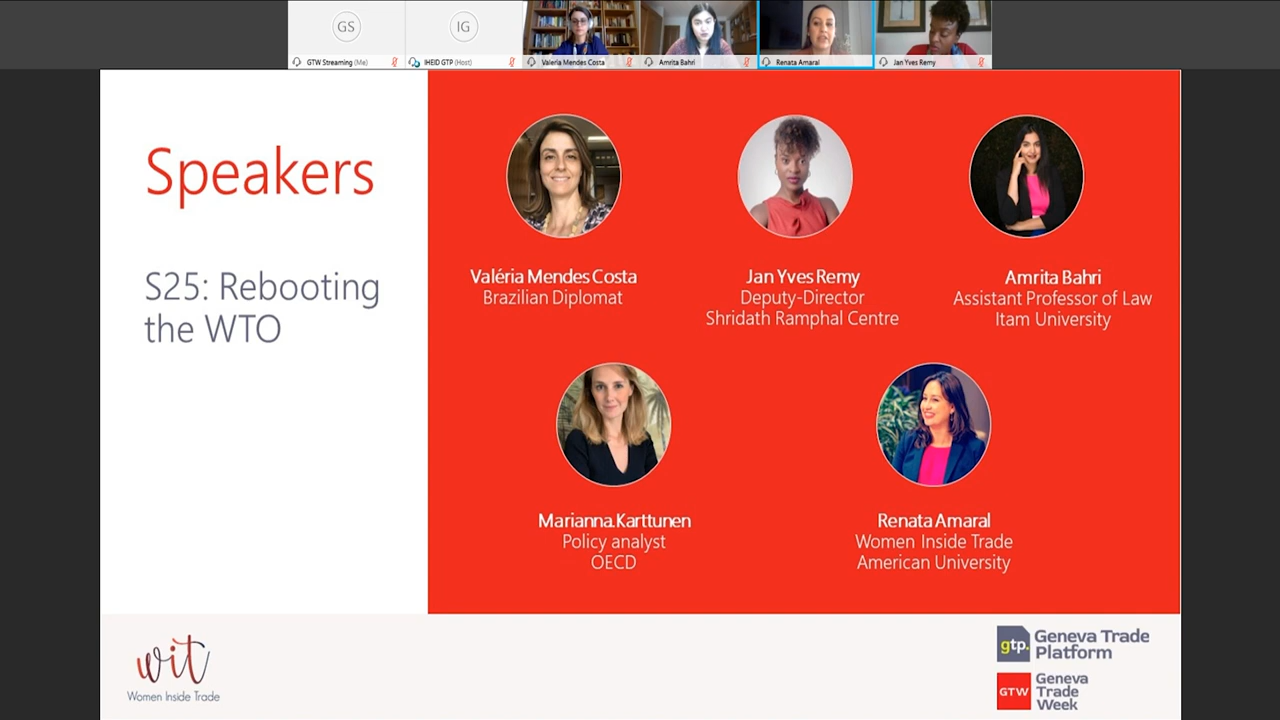 GS
IG
GTW Streaming (Me)
IHEID GTP (Host)
Valeria Mendes Costa
Amrita Bahri
Renata Amaral
Jan Yves Remy
Speakers
S25: Rebooting
the WTO
Valéria Mendes Costa
Brazilian Diplomat
Jan Yves Remy
Deputy-Director
Shridath Ramphal Centre
Amrita Bahri
Assistant Professor of Law
Itam University
Marianna Karttunen
Policy analyst
OECD
Renata Amaral
Women Inside Trade
American University
wit
Women Inside Trade
gtp.
Geneva Trade
Platform
GTW
Geneva
Trade
Week